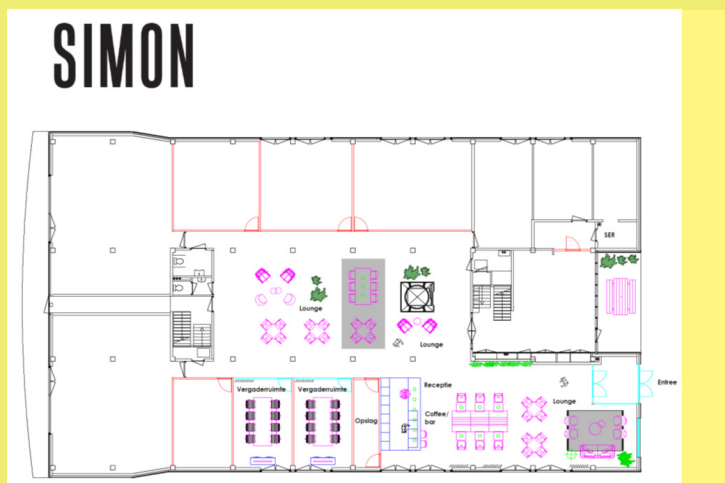 SIMON
SER
Lounge
Lounge
Entree
Vergaderruimte
Vergaderruimte
Receptie
Lounge
Opslag
Coffee/
bar